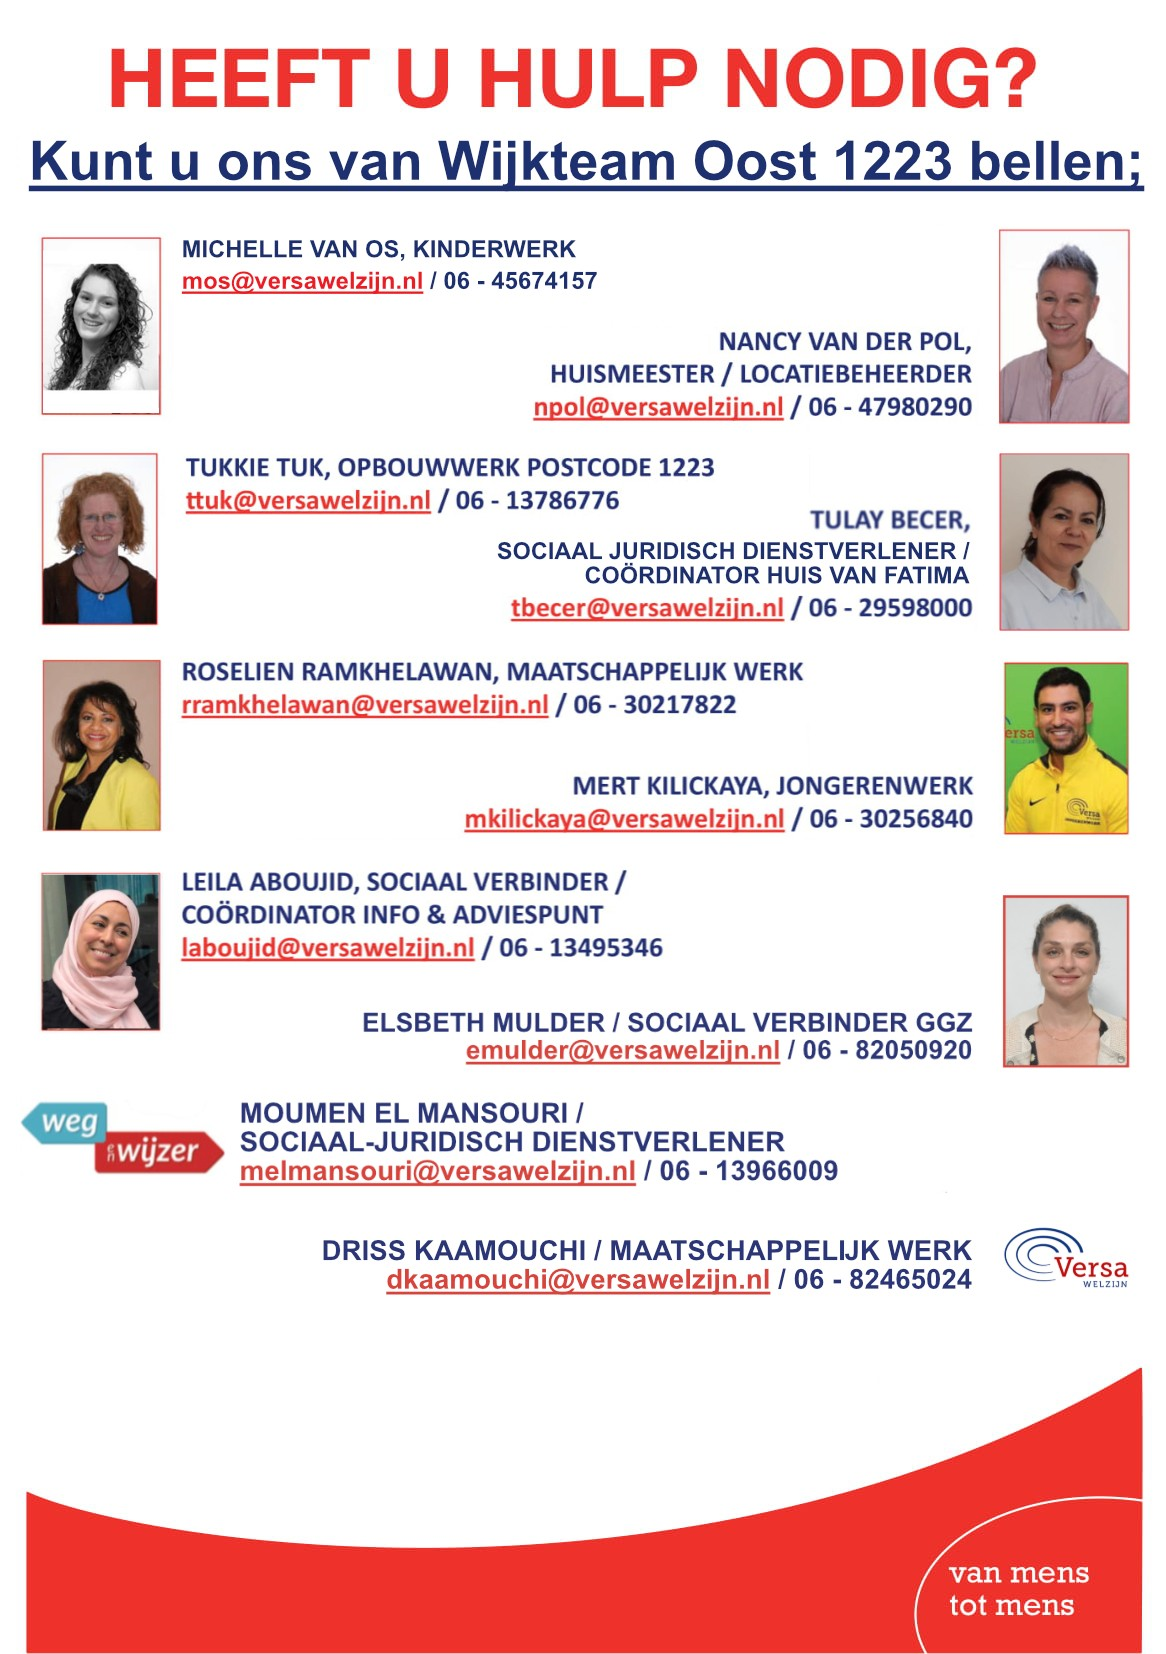 HEEFT U HULP NODIG?
Kunt u ons van Wijkteam Oost 1223 bellen;
MICHELLE VAN OS, KINDERWERK
mos@versawelzijn.nl / 06 - 45674157
NANCY VAN DER POL,
HUISMEESTER / LOCATIEBEHEERDER
npol@versawelzijn.nl / 06 - 47980290
TUKKIE TUK, OPBOUWWERK POSTCODE 1223
ttuk@versawelzijn.nl / 06 - 13786776
TULAY BECER,
SOCIAAL JURIDISCH DIENSTVERLENER /
COÖRDINATOR HUIS VAN FATIMA
tbecer@versawelzijn.nl / 06 - 29598000
ROSELIEN RAMKHELAWAN, MAATSCHAPPELIJK WERK
rramkhelawan@versawelzijn.nl / 06 - 30217822
ersa
WELZIJN
Versa
MERT KILICKAYA, JONGERENWERK
mkilickaya@versawelzijn.nl / 06 - 30256840
LEILA ABOUJID, SOCIAAL VERBINDER /
COÖRDINATOR INFO & ADVIESPUNT
laboujid@versawelzijn.nl / 06 - 13495346
ELSBETH MULDER / SOCIAAL VERBINDER GGZ
emulder@versawelzijn.nl / 06 - 82050920
weg
en wijzer
MOUMEN EL MANSOURI /
SOCIAAL-JURIDISCH DIENSTVERLENER
melmansouri@versawelzijn.nl / 06 - 13966009
DRISS KAAMOUCHI / MAATSCHAPPELIJK WERK
dkaamouchi@versawelzijn.nl / 06 - 82465024
Versa
WELZIJN
van mens
tot mens